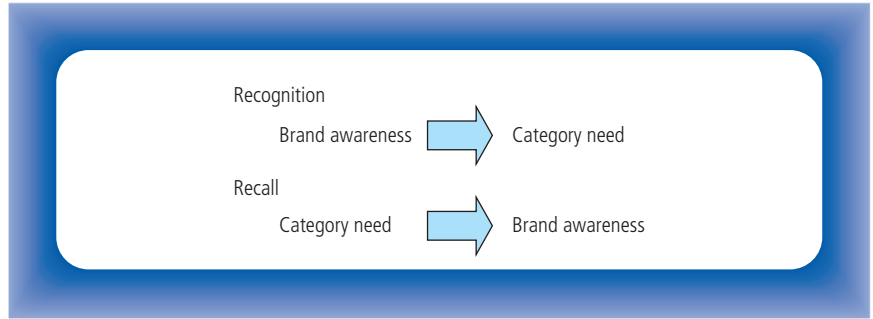 Recognition
Brand awareness Category need
Recall
Category need Brand awareness